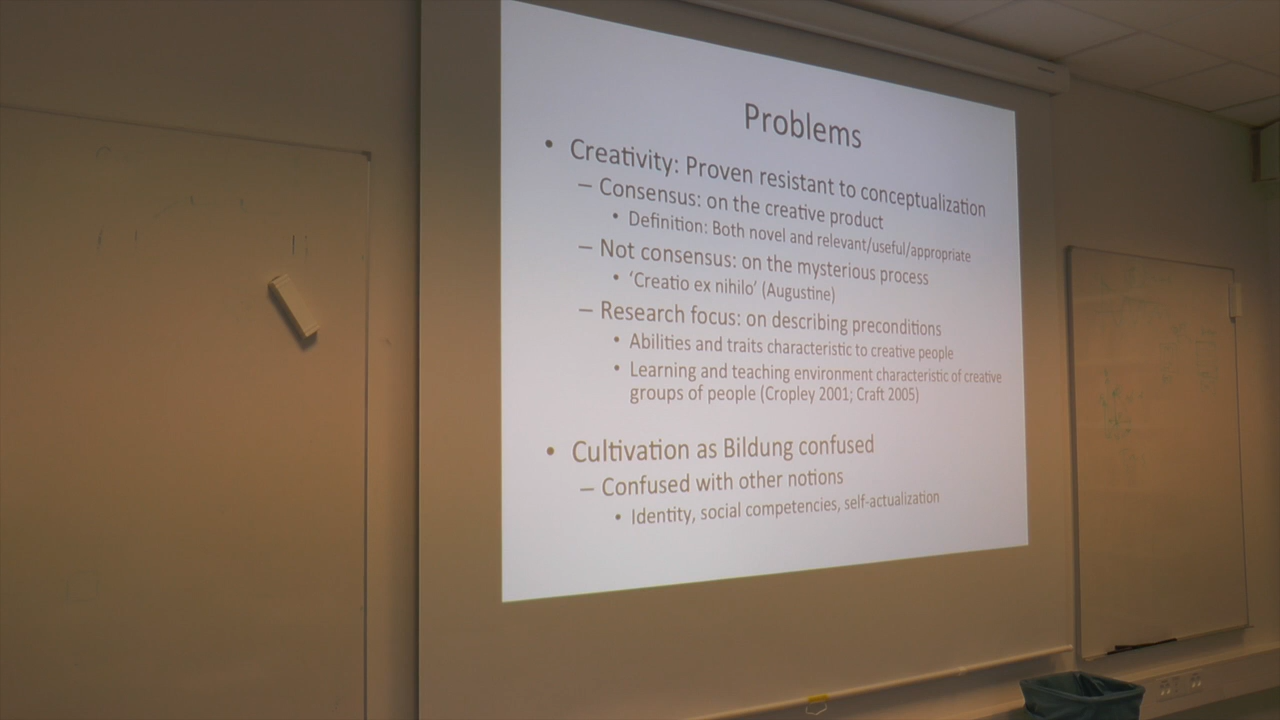 Problems
• Creativity: Proven resistant to conceptualization
– Consensus: on the creative product
• Definition: Both novel and relevant/useful/appropriate
– Not consensus: on the mysterious process
• ‘Creatio ex nihilo’ (Augustine)
– Research focus: on describing preconditions
• Abilities and traits characteristic to creative people
• Learning and teaching environment characteristic of creative
groups of people (Cropley 2001; Craft 2005)
• Cultivation as Bildung confused
– Confused with other notions
• Identity, social competencies, self-actualization